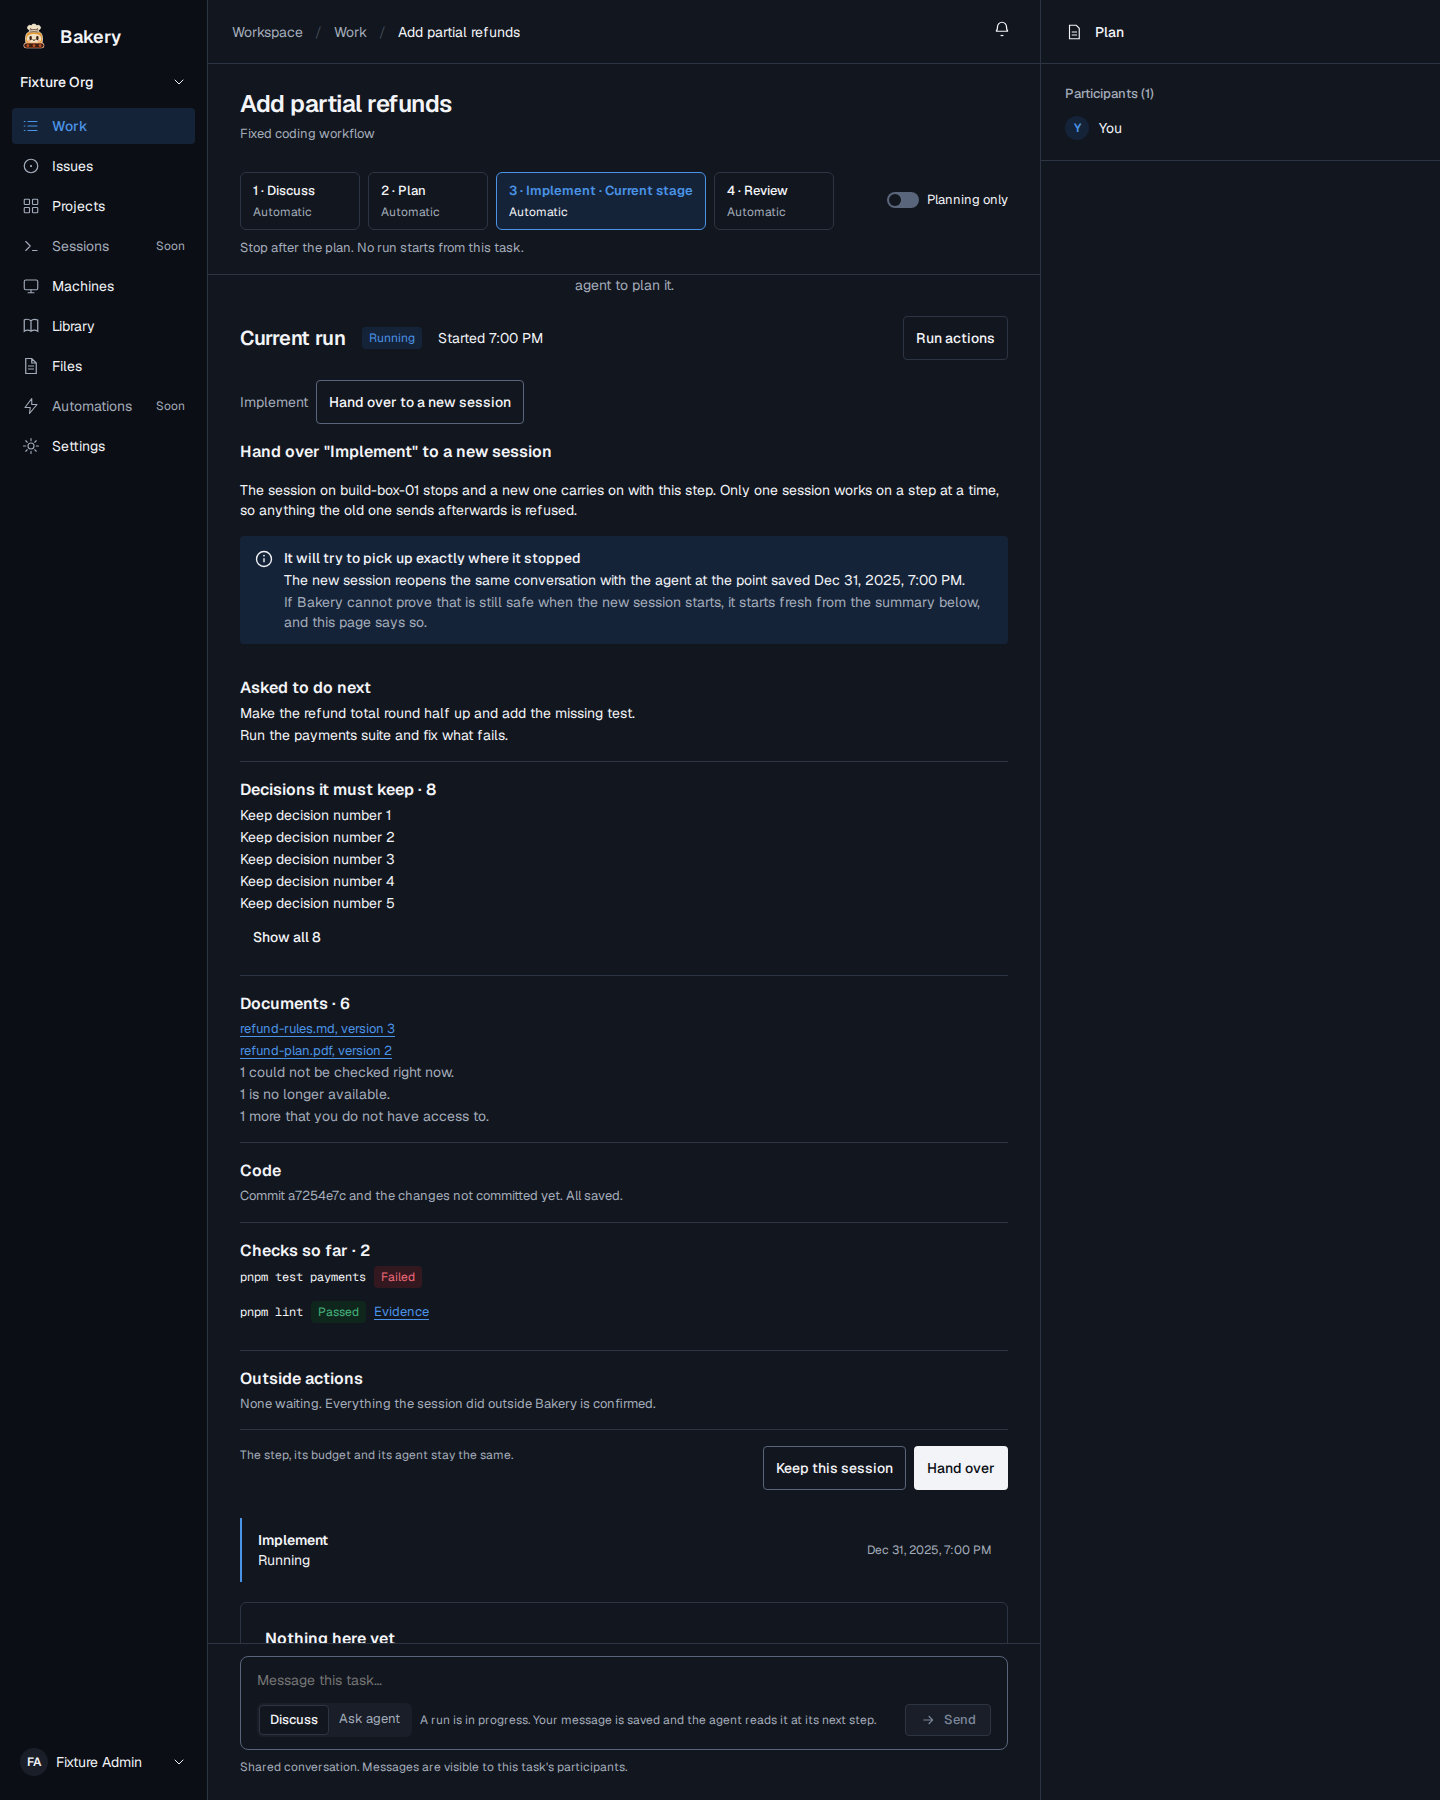 Bakery
Fixture Org
Work
Issues
Projects
Sessions Soon
Machines
Library
Files
Automations Soon
Settings
FA Fixture Admin
Workspace / Work / Add partial refunds
Add partial refunds
Fixed coding workflow
1 · Discuss
Automatic
2 · Plan
Automatic
3 · Implement · Current stage
Automatic
4 · Review
Automatic
Planning only
Stop after the plan. No run starts from this task.
agent to plan it.
Current run Running Started 7:00 PM Run actions
Implement Hand over to a new session
Hand over "Implement" to a new session
The session on build-box-01 stops and a new one carries on with this step. Only one session works on a step at a time,
so anything the old one sends afterwards is refused.
It will try to pick up exactly where it stopped
The new session reopens the same conversation with the agent at the point saved Dec 31, 2025, 7:00 PM.
If Bakery cannot prove that is still safe when the new session starts, it starts fresh from the summary below,
and this page says so.
Asked to do next
Make the refund total round half up and add the missing test.
Run the payments suite and fix what fails.
Decisions it must keep · 8
Keep decision number 1
Keep decision number 2
Keep decision number 3
Keep decision number 4
Keep decision number 5
Show all 8
Documents · 6
refund-rules.md, version 3
refund-plan.pdf, version 2
1 could not be checked right now.
1 is no longer available.
1 more that you do not have access to.
Code
Commit a7254e7c and the changes not committed yet. All saved.
Checks so far · 2
pnpm test payments Failed
pnpm lint Passed Evidence
Outside actions
None waiting. Everything the session did outside Bakery is confirmed.
The step, its budget and its agent stay the same.
Keep this session Hand over
Implement
Running
Dec 31, 2025, 7:00 PM
Nothing here yet
Message this task...
Discuss Ask agent A run is in progress. Your message is saved and the agent reads it at its next step. Send
Shared conversation. Messages are visible to this task's participants.
Plan
Participants (1)
Y You